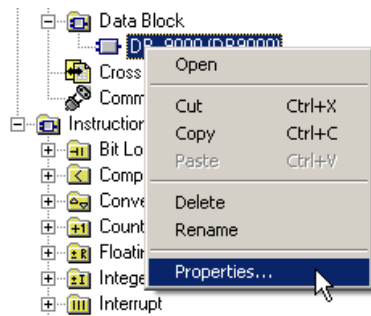 Data Block
DB_9000 (DB9000)
Cross
Comm
Instruction
Bit Lo
Comp
Conve
Count
Floatin
Intege
Interrupt
Open
Cut Ctrl+X
Copy Ctrl+C
Paste Ctrl+V
Delete
Rename
Properties...